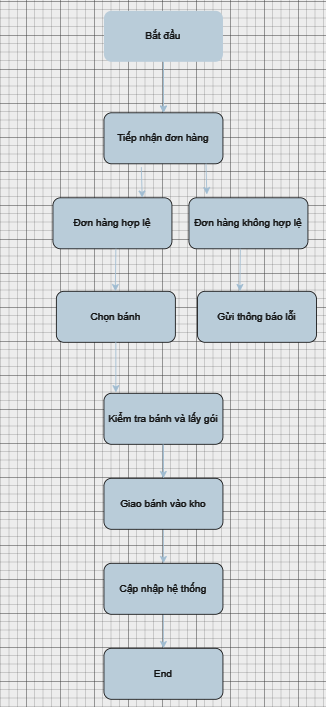 Bắt đầu
Tiếp nhận đơn hàng
Đơn hàng hợp lệ
Đơn hàng không hợp lệ
Chọn bánh
Gửi thông báo lỗi
Kiểm tra bánh và lấy gói
Giao bánh vào kho
Cập nhập hệ thống
End